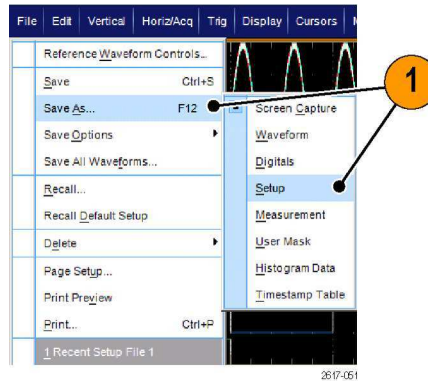 File Edit Vertical Horiz/Acq Trig Display Cursors
Reference Waveform Controls...
Save Ctrl+S
Save As... F12
Save Options
Save All Waveforms...
Recall...
Recall Default Setup
Delete
Page Setup...
Print Preview
Print... Ctrl+P
1 Recent Setup File 1
Screen Capture
Waveform
Digitals
Setup
Measurement
User Mask
Histogram Data
Timestamp Table
1
2617-051